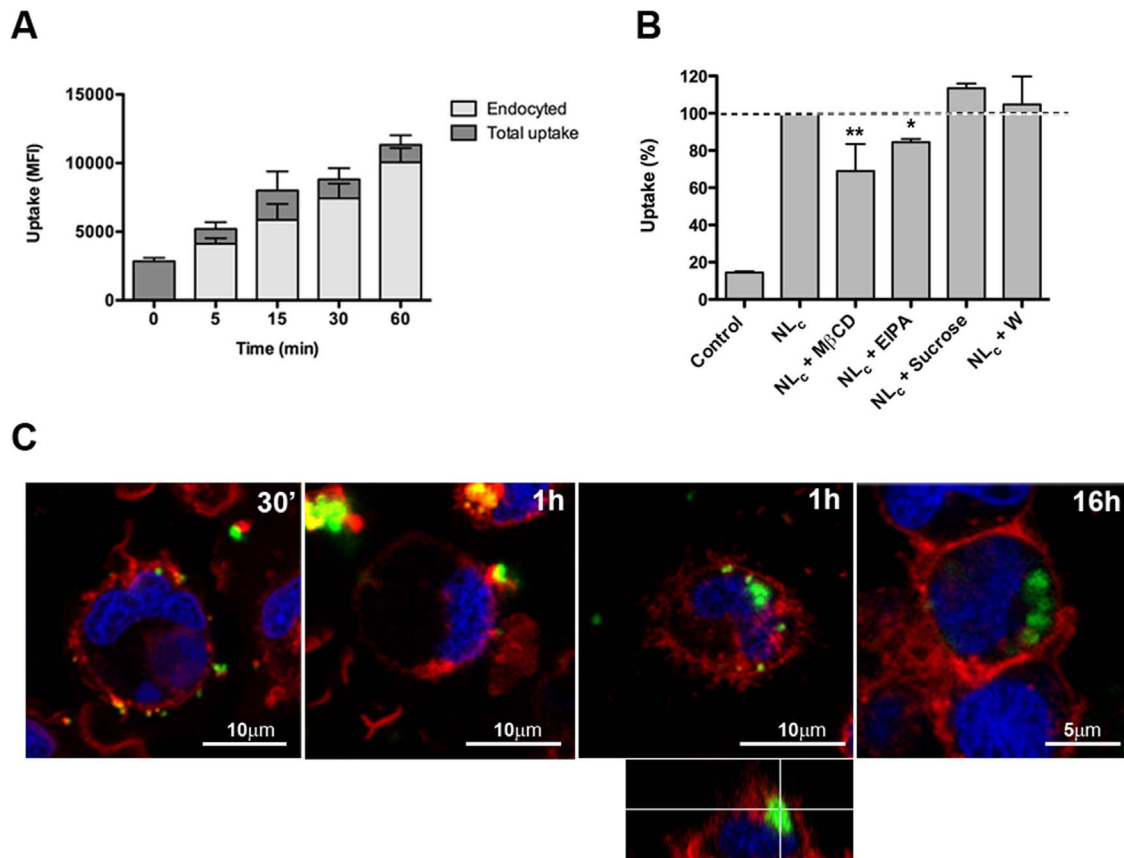 A
15000
10000
5000
0
Uptake (MFI)
Endocyted
Total uptake
0 5 15 30 60
Time (min)
B
120
100
80
60
40
20
0
Uptake (%)
** *
Control
NLc
NLc + MβCD
NLc + EIPA
NLc + Sucrose
NLc + W
C
30’ 1h 1h 16h
10μm 10μm 10μm 5μm